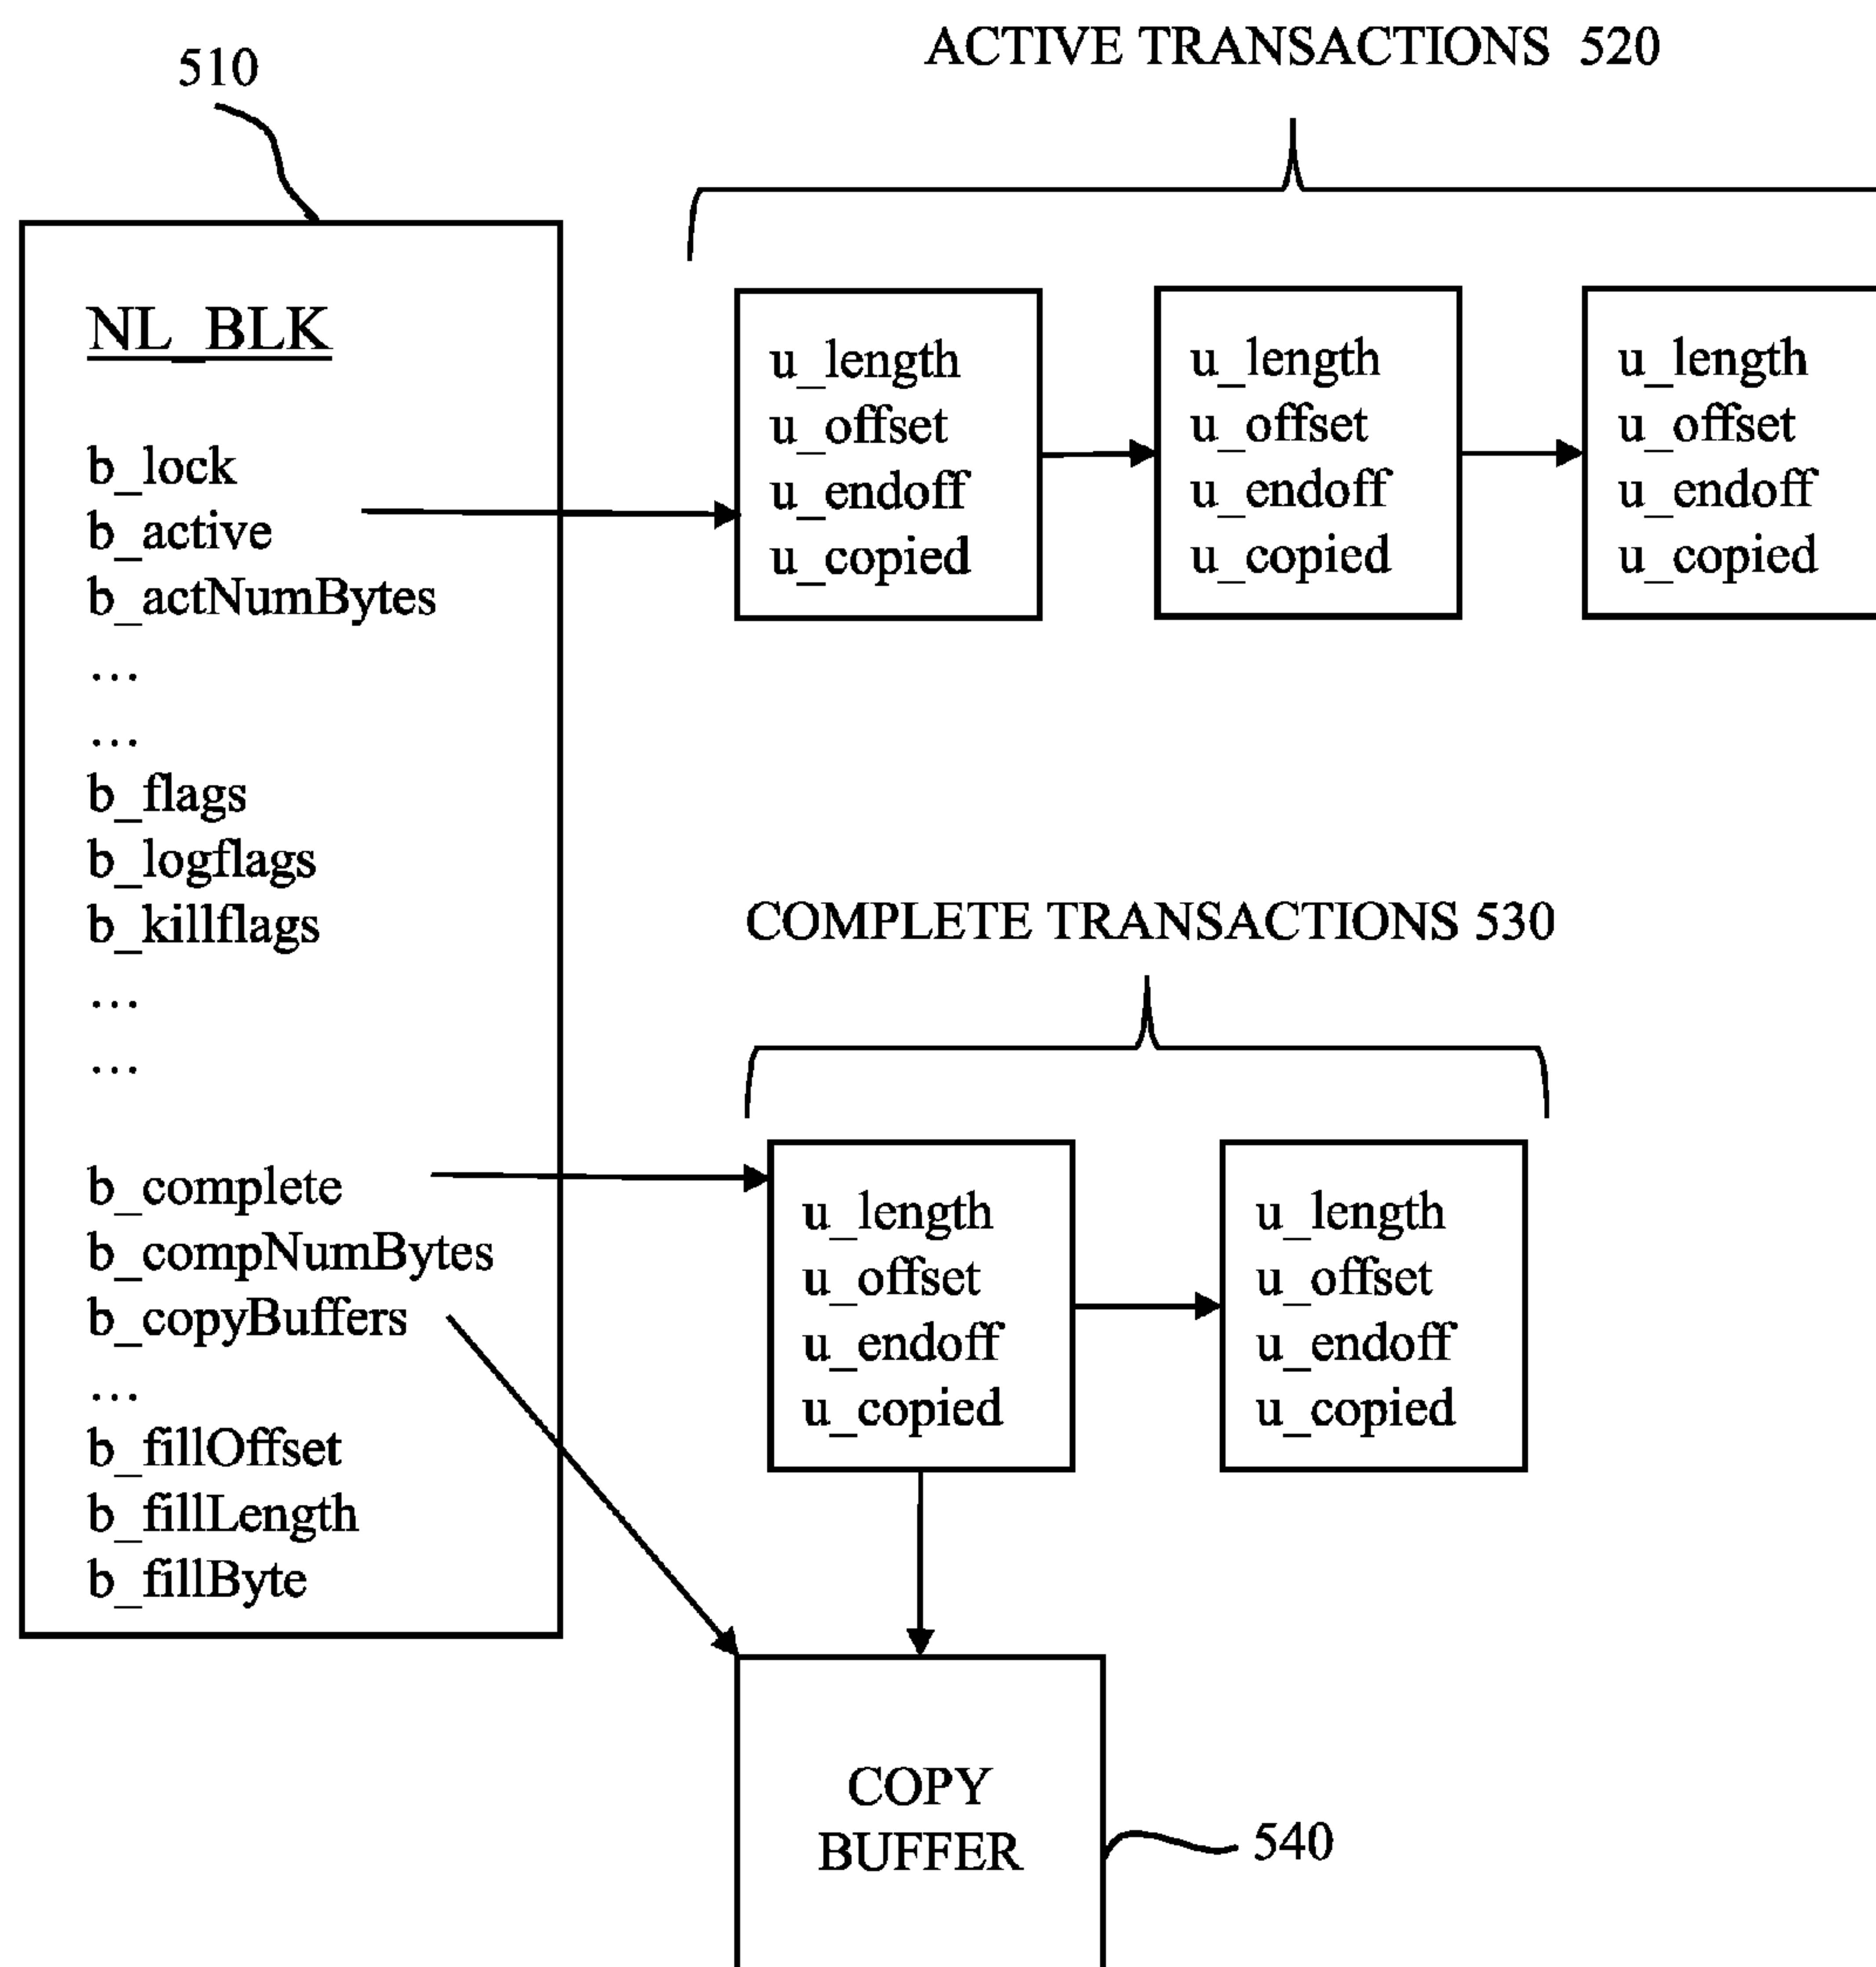 ACTIVE TRANSACTIONS 520
510
NL_BLK
b_lock
b_active
b_actNumBytes
...
...
b_flags
b_logflags
b_killflags
...
...
b_complete
b_compNumBytes
b_copyBuffers
...
b_fillOffset
b_fillLength
b_fillByte
u_length
u_offset
u_endoff
u_copied
u_length
u_offset
u_endoff
u_copied
u_length
u_offset
u_endoff
u_copied
COMPLETE TRANSACTIONS 530
u_length
u_offset
u_endoff
u_copied
u_length
u_offset
u_endoff
u_copied
COPY
BUFFER
540